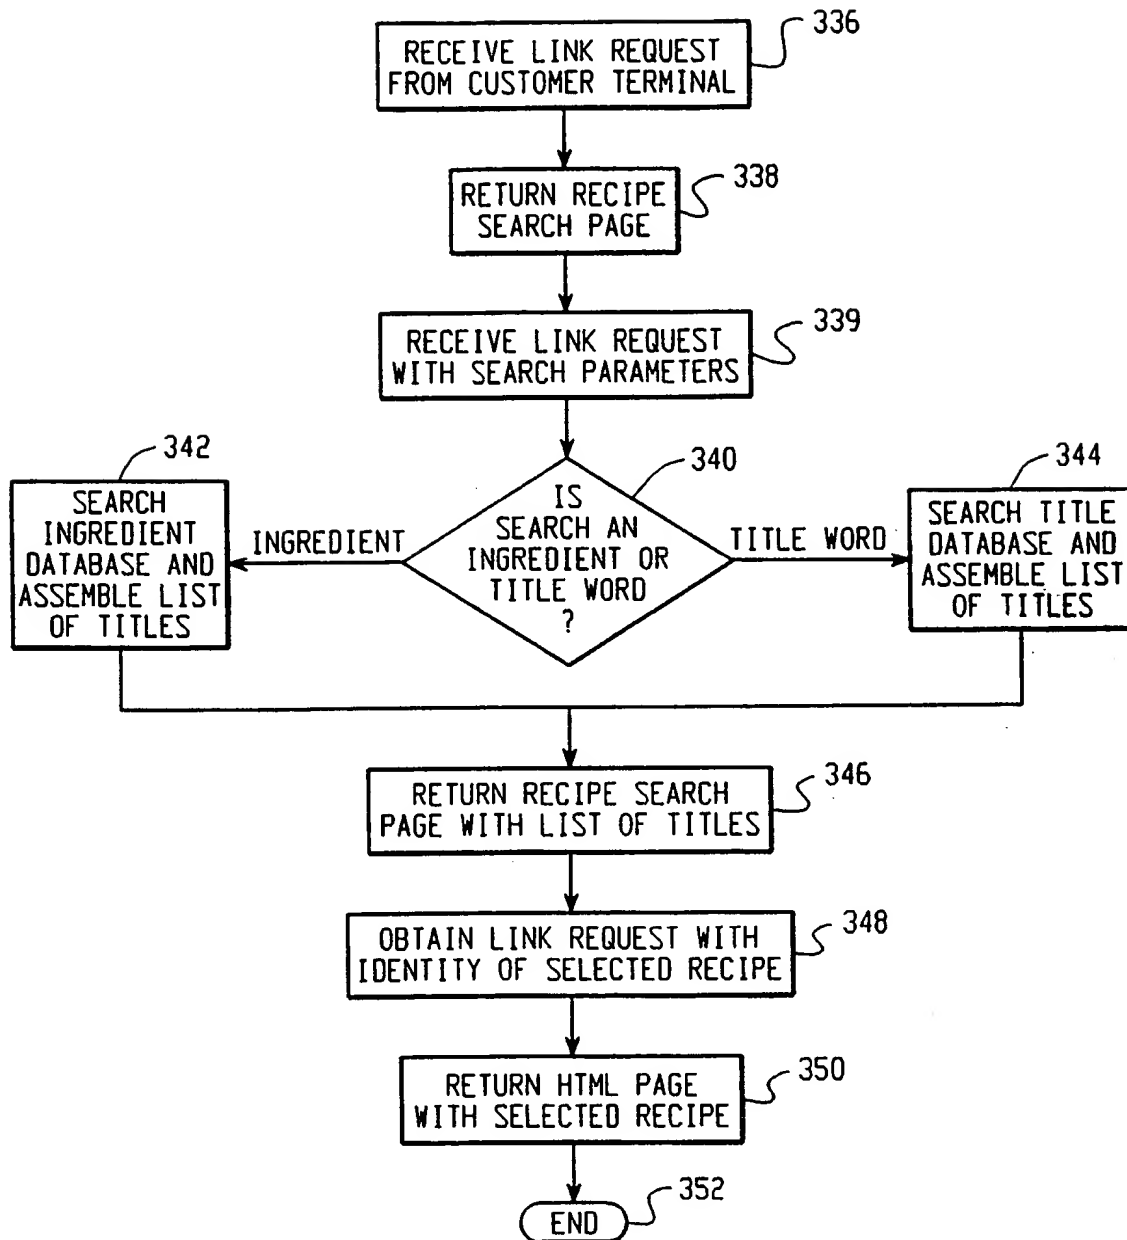 336
RECEIVE LINK REQUEST
FROM CUSTOMER TERMINAL
338
RETURN RECIPE
SEARCH PAGE
339
RECEIVE LINK REQUEST
WITH SEARCH PARAMETERS
342
SEARCH
INGREDIENT
DATABASE AND
ASSEMBLE LIST
OF TITLES
INGREDIENT
340
IS
SEARCH AN
INGREDIENT OR
TITLE WORD
?
TITLE WORD
344
SEARCH TITLE
DATABASE AND
ASSEMBLE LIST
OF TITLES
346
RETURN RECIPE SEARCH
PAGE WITH LIST OF TITLES
348
OBTAIN LINK REQUEST WITH
IDENTITY OF SELECTED RECIPE
350
RETURN HTML PAGE
WITH SELECTED RECIPE
352
END